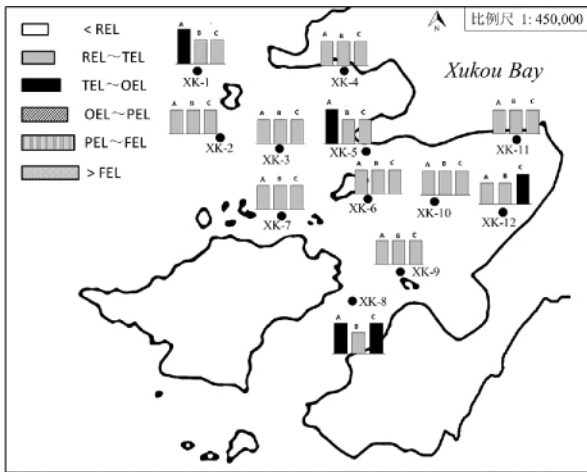 < REL
REL～TEL
TEL～OEL
OEL～PEL
PEL～FEL
> FEL
N
比例尺 1: 450,000
Xukou Bay
A B C
XK-1
A B C
XK-4
A B C
XK-2
A B C
XK-3
A B C
XK-5
A B C
XK-11
A B C
XK-7
A B C
XK-6
A B C
XK-10
A B C
XK-12
A B C
XK-9
XK-8
A B C